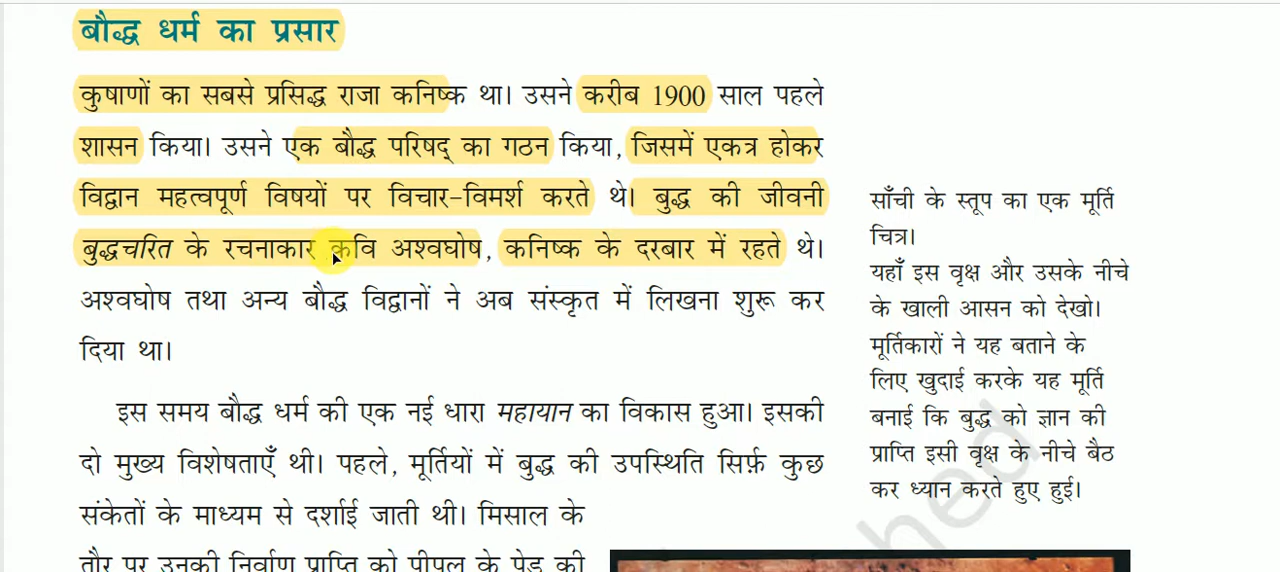 बौद्ध धर्म का प्रसार
कुषाणों का सबसे प्रसिद्ध राजा कनिष्क था। उसने करीब 1900 साल पहले
शासन किया। उसने एक बौद्ध परिषद् का गठन किया, जिसमें एकत्र होकर
विद्वान महत्वपूर्ण विषयों पर विचार-विमर्श करते थे। बुद्ध की जीवनी
बुद्धचरित के रचनाकार कवि अश्वघोष, कनिष्क के दरबार में रहते थे।
अश्वघोष तथा अन्य बौद्ध विद्वानों ने अब संस्कृत में लिखना शुरू कर
दिया था।
इस समय बौद्ध धर्म की एक नई धारा महायान का विकास हुआ। इसकी
दो मुख्य विशेषताएँ थी। पहले, मूर्तियों में बुद्ध की उपस्थिति सिर्फ़ कुछ
संकेतों के माध्यम से दर्शाई जाती थी। मिसाल के
तौर पर उनकी निर्वाण प्राप्ति को पीपल के पेड़ की
साँची के स्तूप का एक मूर्ति
चित्र।
यहाँ इस वृक्ष और उसके नीचे
के खाली आसन को देखो।
मूर्तिकारों ने यह बताने के
लिए खुदाई करके यह मूर्ति
बनाई कि बुद्ध को ज्ञान की
प्राप्ति इसी वृक्ष के नीचे बैठ
कर ध्यान करते हुए हुई।